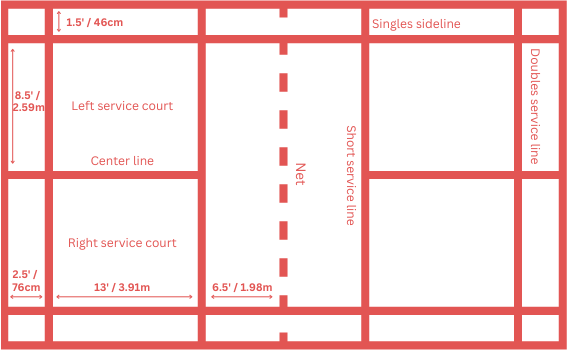 1.5' / 46cm
Singles sideline
8.5' /
2.59m
Left service court
Doubles service line
Center line
Short service line
Net
Right service court
2.5' /
76cm
13' / 3.91m
6.5' / 1.98m